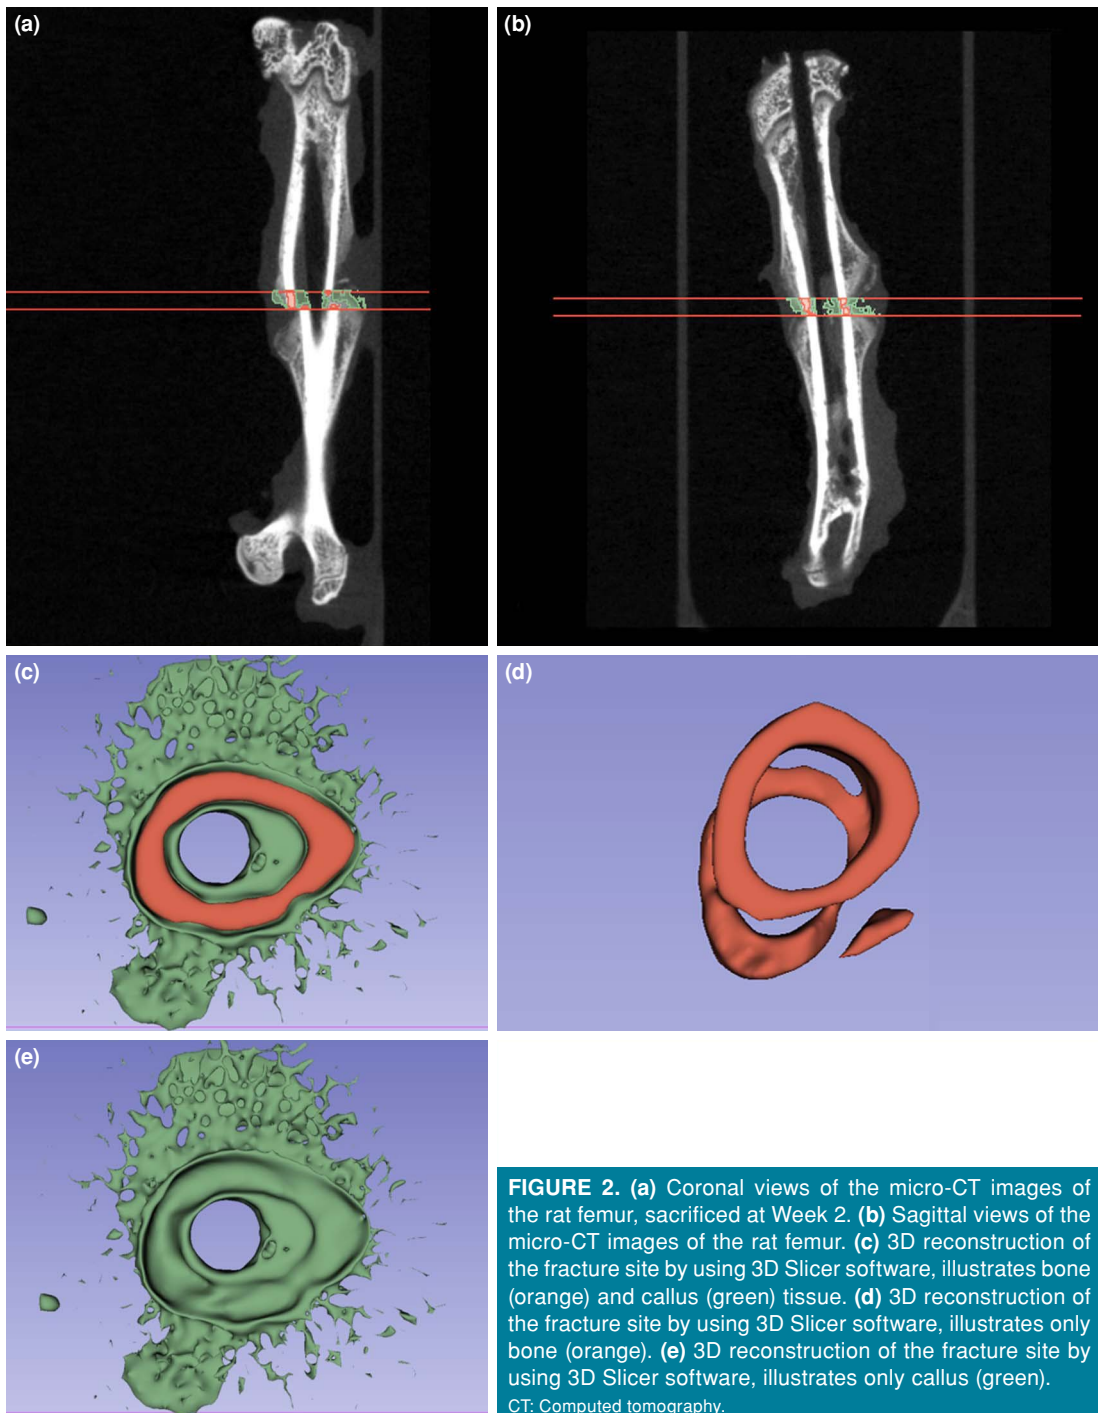 (a)
(b)
(c)
(d)
(e)
FIGURE 2. (a) Coronal views of the micro-CT images of
the rat femur, sacrificed at Week 2. (b) Sagittal views of the
micro-CT images of the rat femur. (c) 3D reconstruction of
the fracture site by using 3D Slicer software, illustrates bone
(orange) and callus (green) tissue. (d) 3D reconstruction of
the fracture site by using 3D Slicer software, illustrates only
bone (orange). (e) 3D reconstruction of the fracture site by
using 3D Slicer software, illustrates only callus (green).
CT: Computed tomography.